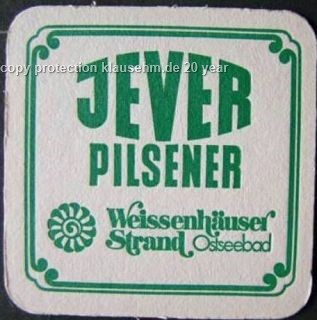 copy protection klausenm.de 20 year
JEVER
PILSENER
Weissenhäuser
Strand Ostseebad